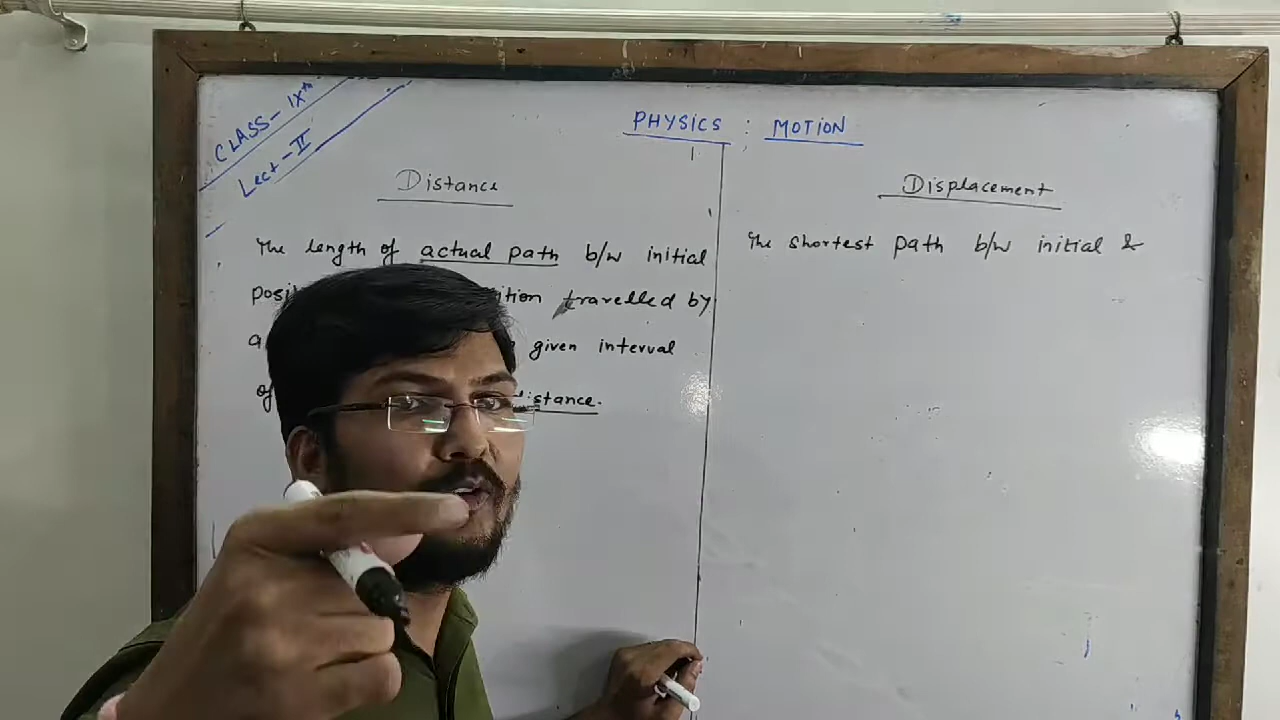 CLASS - IXth
Lect - II
PHYSICS : MOTION
Distance
The length of actual path b/w initial
travelled by
given interval
of distance.
Displacement
The shortest path b/w initial &